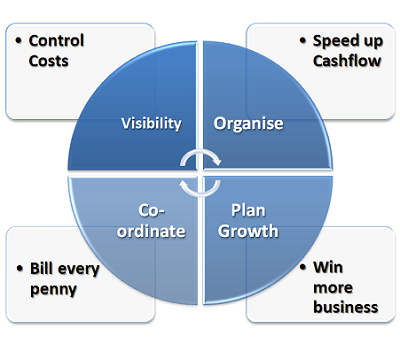 • Control
Costs
• Speed up
Cashflow
Visibility
Organise
Co-
ordinate
Plan
Growth
• Bill every
penny
• Win
more
business